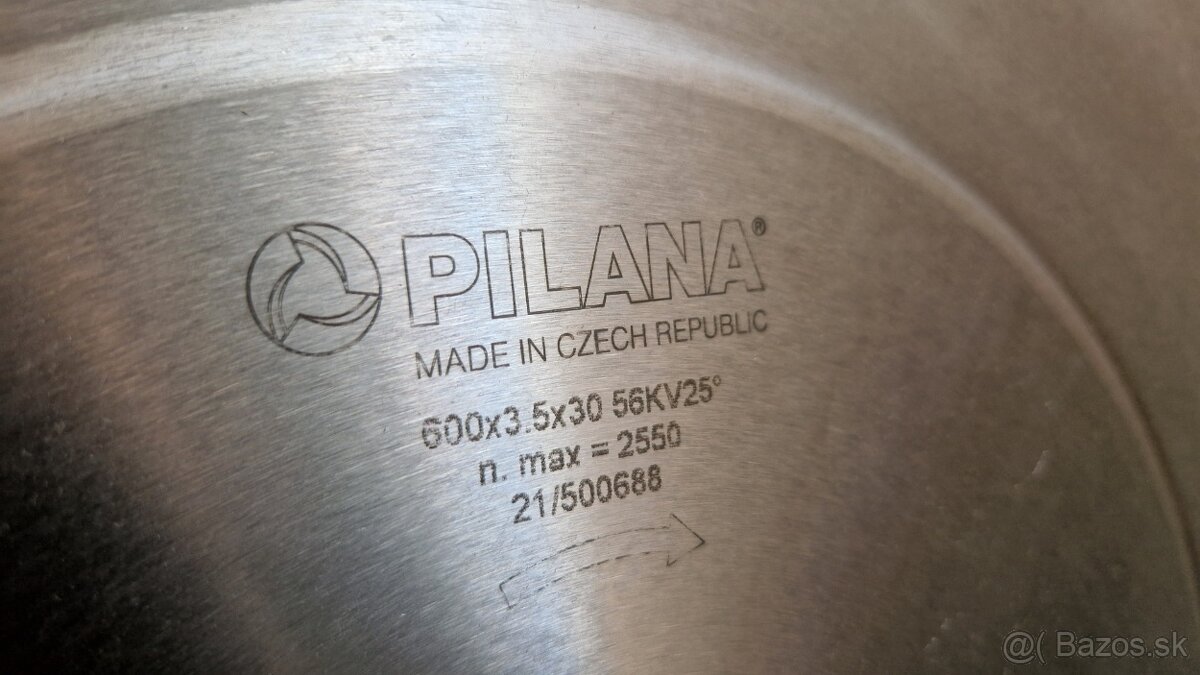 PILANA®
MADE IN CZECH REPUBLIC
600x3.5x30 56KV25°
n. max = 2550
21/500688
@( Bazos.sk